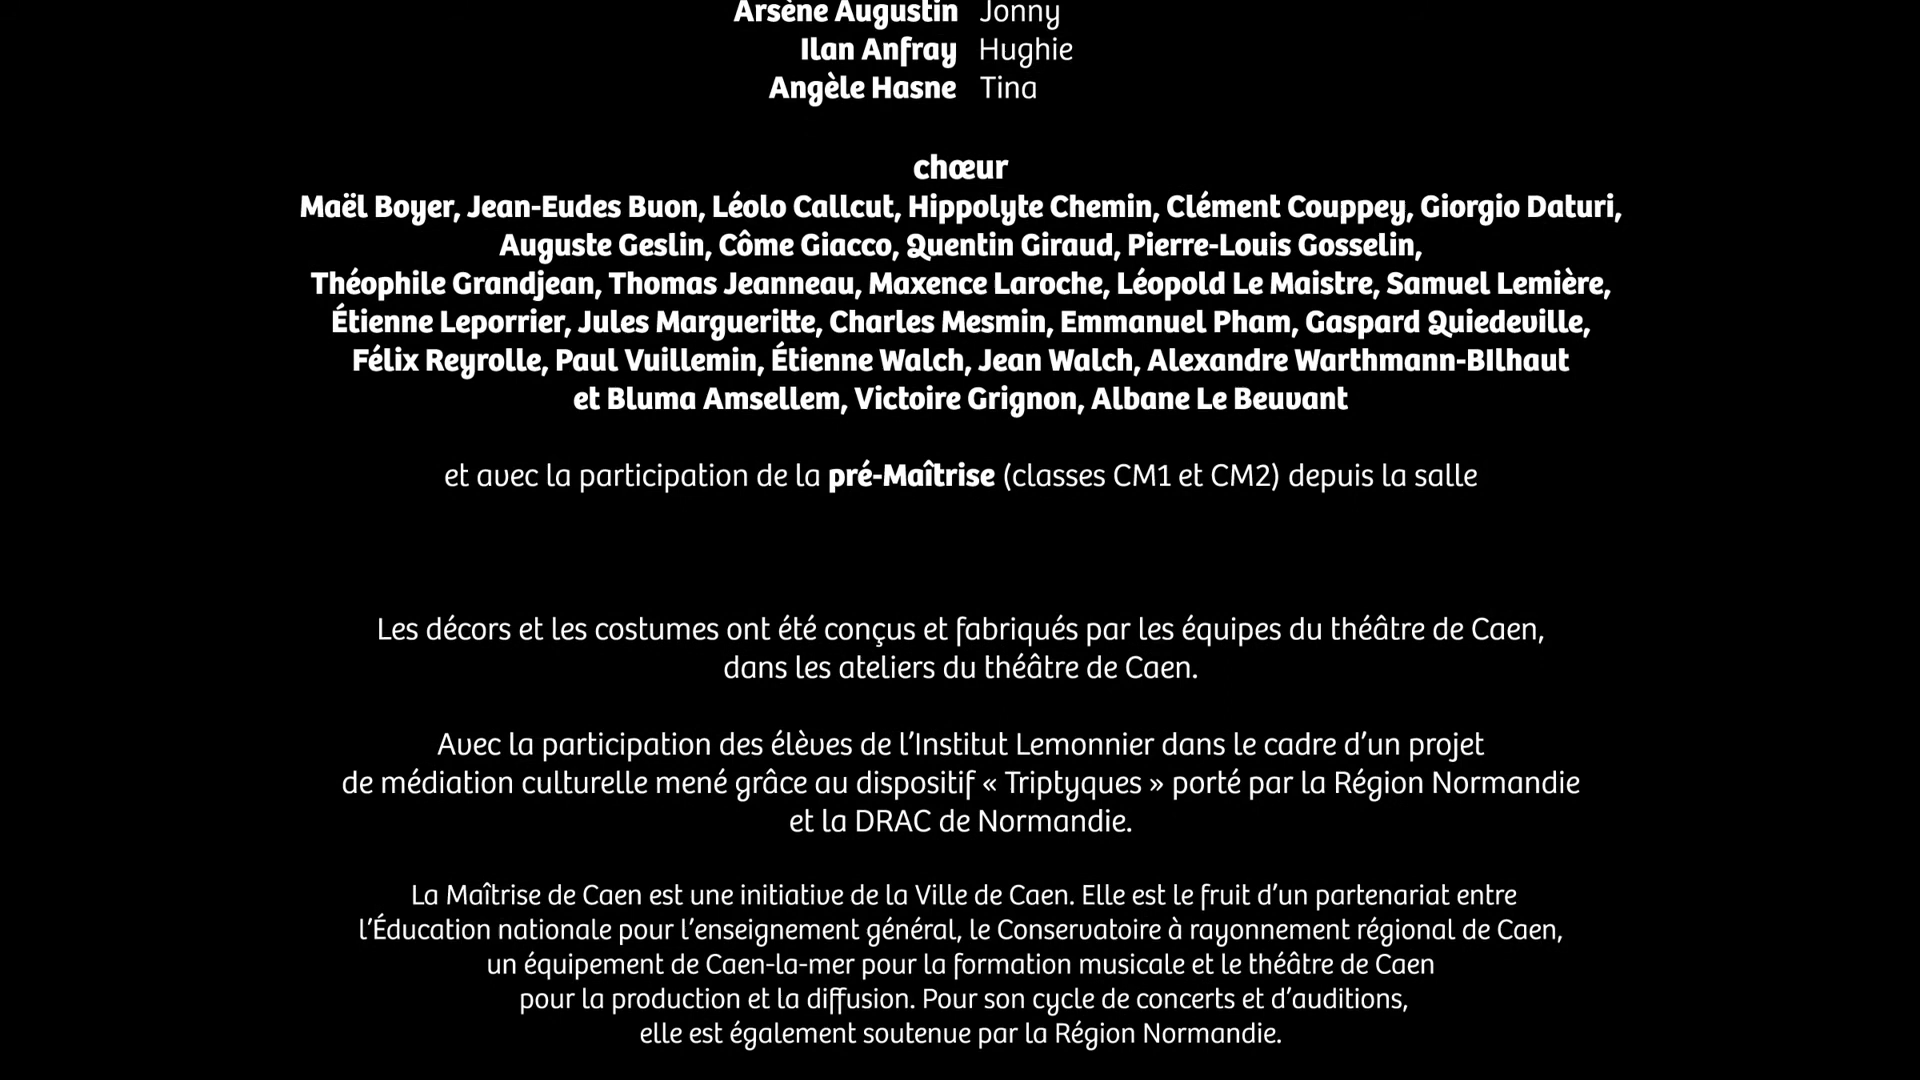 Arsène Augustin Jonny
Ilan Anfray Hughie
Angèle Hasne Tina
chœur
Maël Boyer, Jean-Eudes Buon, Léolo Callcut, Hippolyte Chemin, Clément Couppey, Giorgio Daturi,
Auguste Geslin, Côme Giacco, Quentin Giraud, Pierre-Louis Gosselin,
Théophile Grandjean, Thomas Jeanneau, Maxence Laroche, Léopold Le Maistre, Samuel Lemière,
Étienne Leporrier, Jules Margueritte, Charles Mesmin, Emmanuel Pham, Gaspard Quiedeville,
Félix Reyrolle, Paul Vuillemin, Étienne Walch, Jean Walch, Alexandre Warthmann-BIlhaut
et Bluma Amsellem, Victoire Grignon, Albane Le Beuvant
et avec la participation de la pré-Maîtrise (classes CM1 et CM2) depuis la salle
Les décors et les costumes ont été conçus et fabriqués par les équipes du théâtre de Caen,
dans les ateliers du théâtre de Caen.
Avec la participation des élèves de l’Institut Lemonnier dans le cadre d’un projet
de médiation culturelle mené grâce au dispositif « Triptyques » porté par la Région Normandie
et la DRAC de Normandie.
La Maîtrise de Caen est une initiative de la Ville de Caen. Elle est le fruit d’un partenariat entre
l’Éducation nationale pour l’enseignement général, le Conservatoire à rayonnement régional de Caen,
un équipement de Caen-la-mer pour la formation musicale et le théâtre de Caen
pour la production et la diffusion. Pour son cycle de concerts et d’auditions,
elle est également soutenue par la Région Normandie.